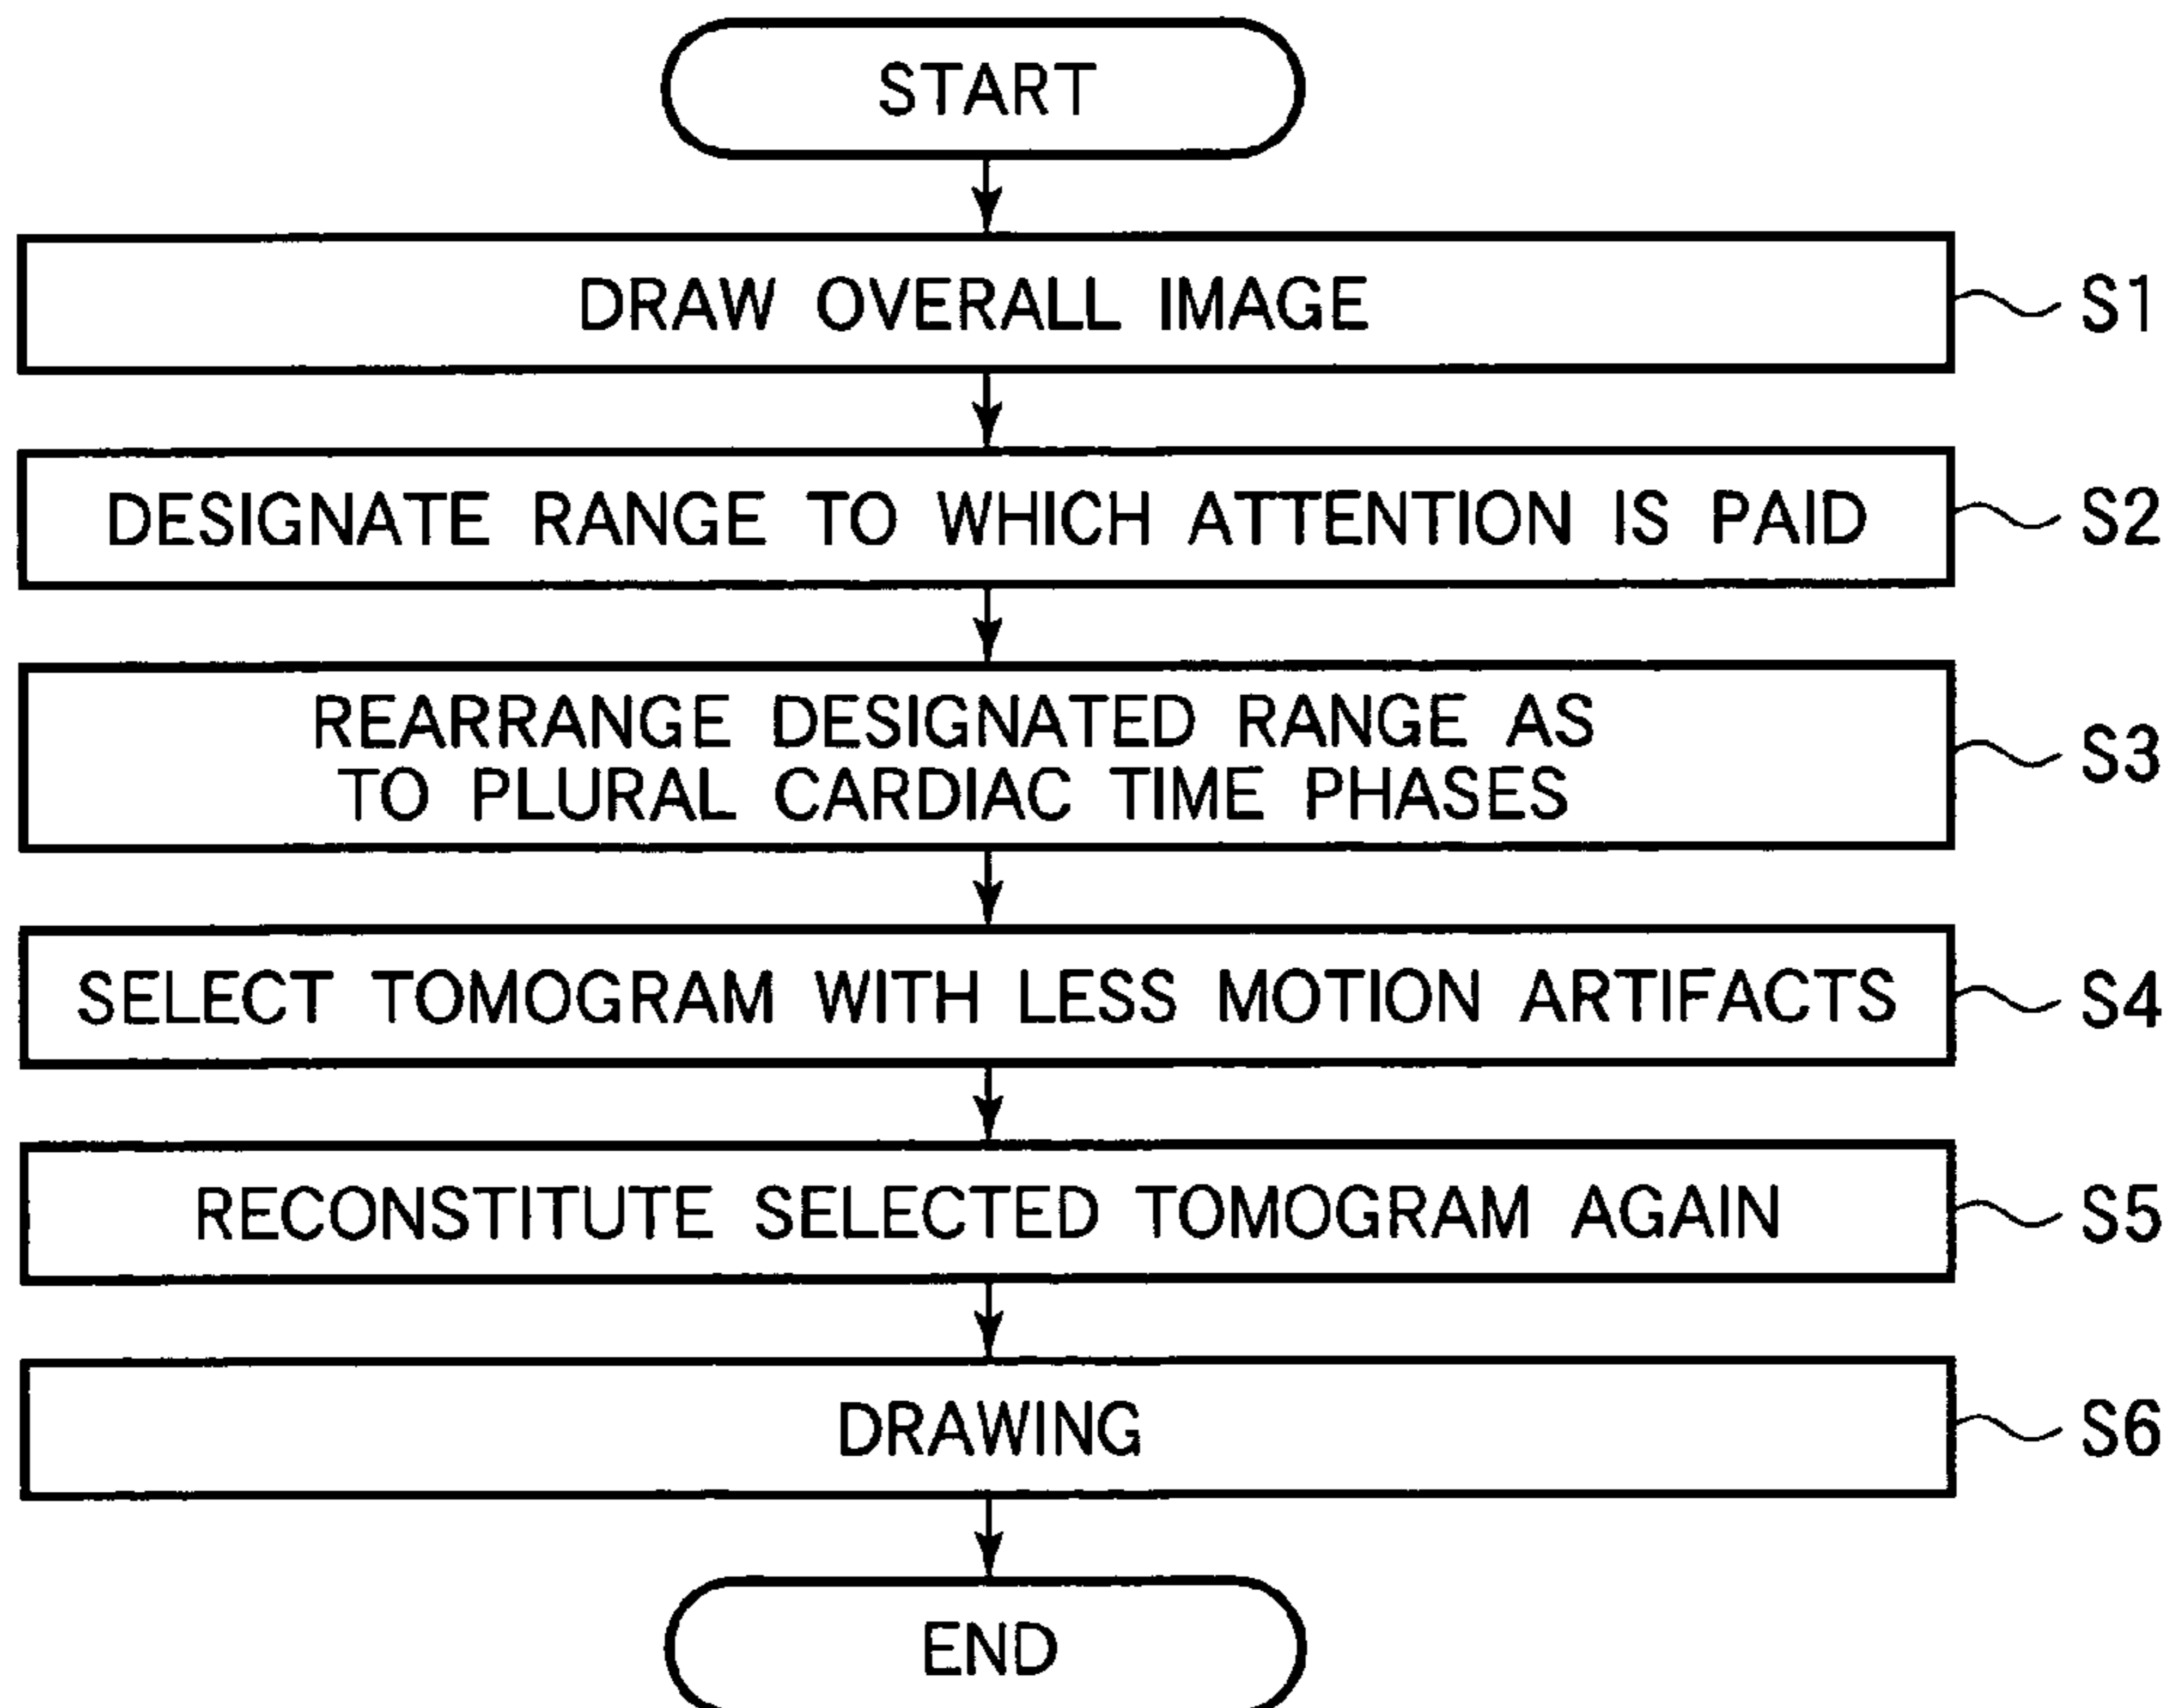 START
DRAW OVERALL IMAGE
S1
DESIGNATE RANGE TO WHICH ATTENTION IS PAID
S2
REARRANGE DESIGNATED RANGE AS
TO PLURAL CARDIAC TIME PHASES
S3
SELECT TOMOGRAM WITH LESS MOTION ARTIFACTS
S4
RECONSTITUTE SELECTED TOMOGRAM AGAIN
S5
DRAWING
S6
END